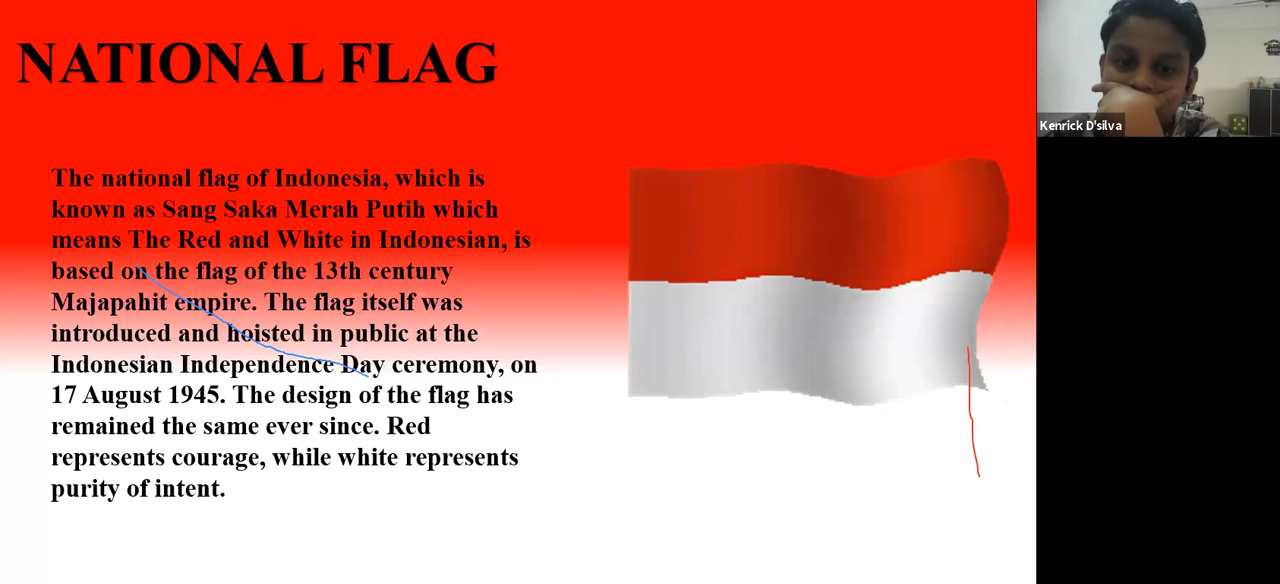 NATIONAL FLAG
The national flag of Indonesia, which is
known as Sang Saka Merah Putih which
means The Red and White in Indonesian, is
based on the flag of the 13th century
Majapahit empire. The flag itself was
introduced and hoisted in public at the
Indonesian Independence Day ceremony, on
17 August 1945. The design of the flag has
remained the same ever since. Red
represents courage, while white represents
purity of intent.
Kenrick D'silva